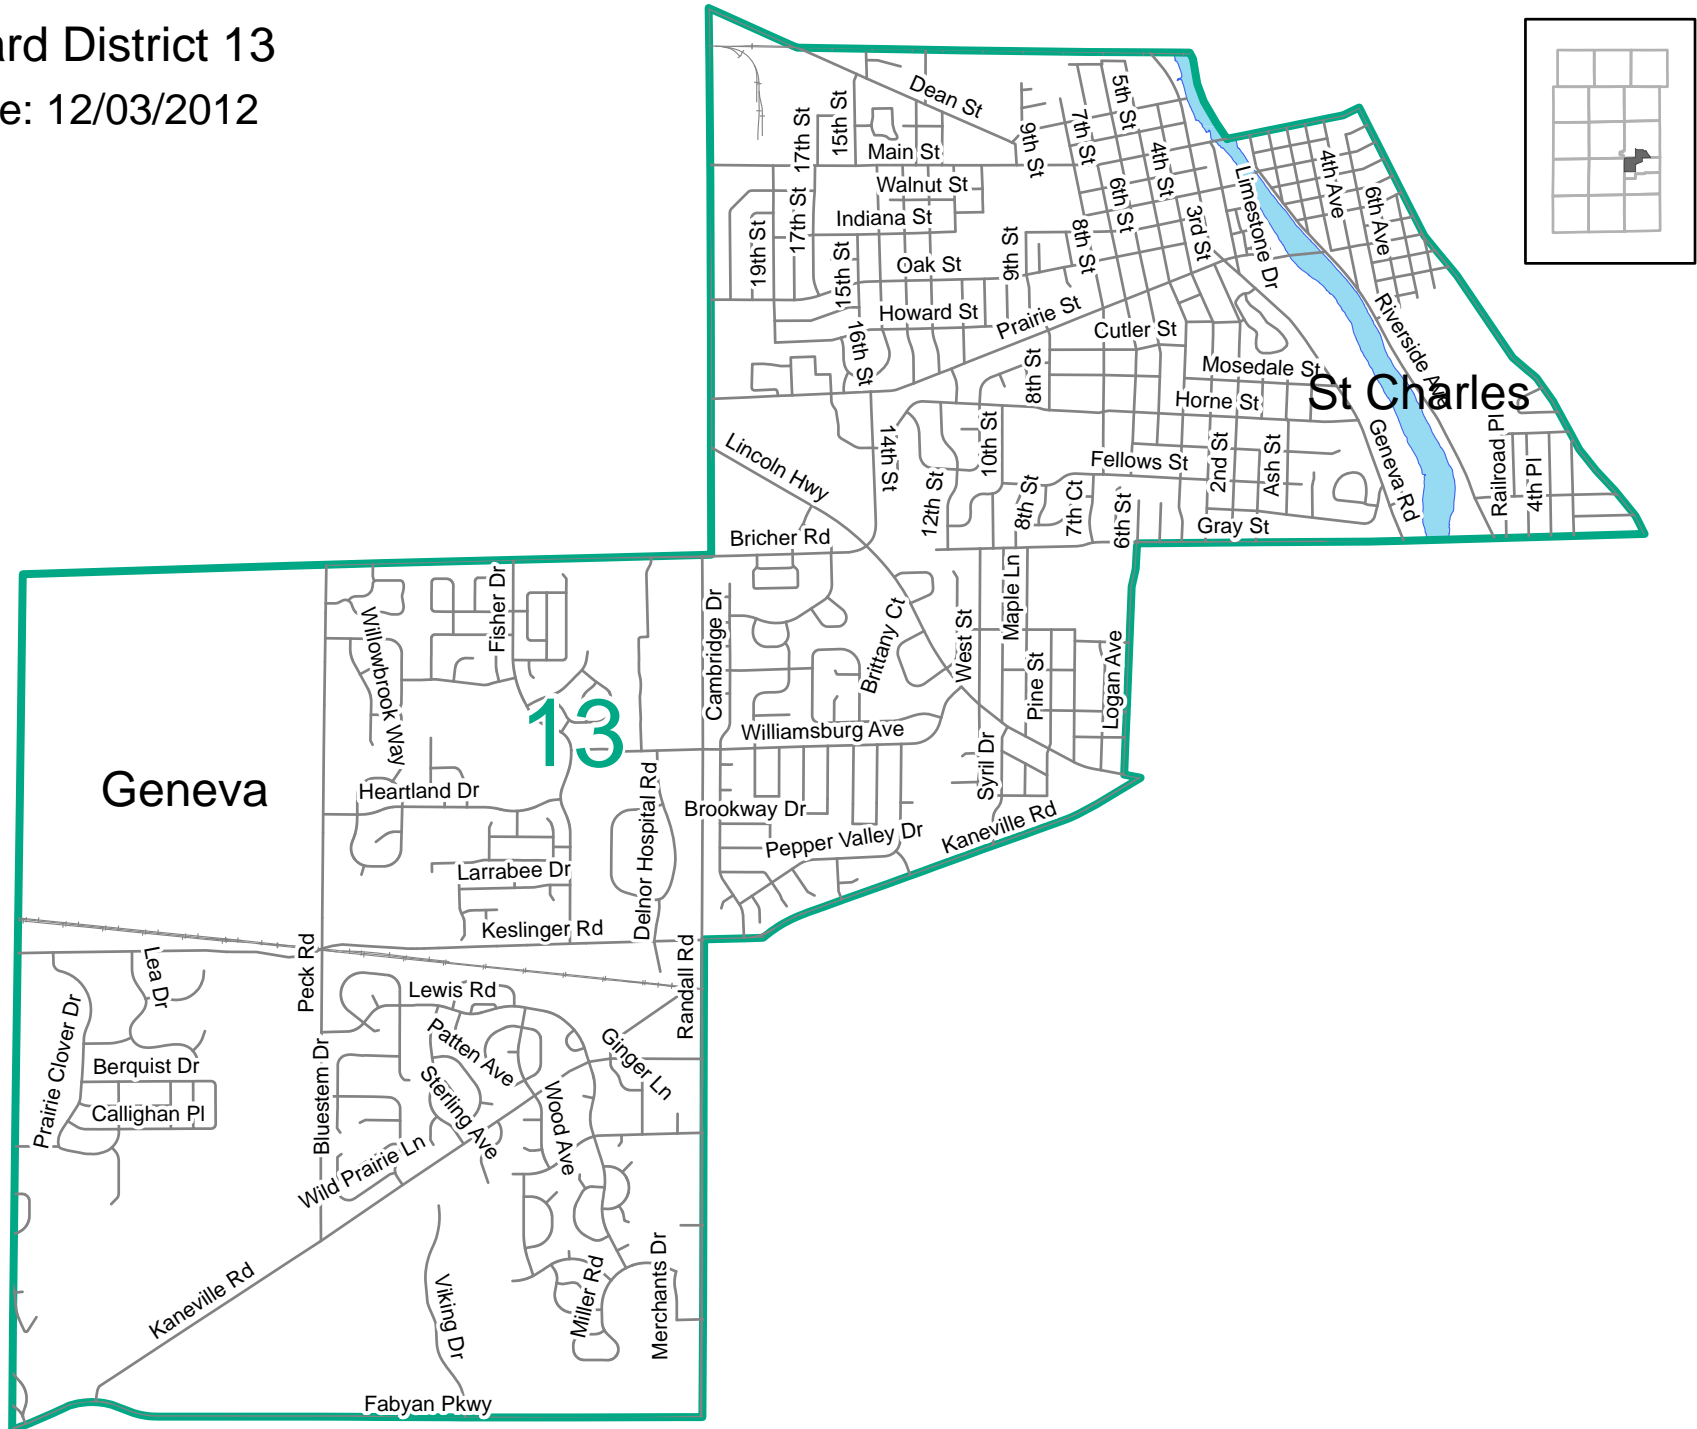 ard District 13
e: 12/03/2012
Dean St
5th St
15th St
17th St
7th St
9th St
Main St
4th St
4th Ave
Limestone Dr
Walnut St
6th St
6th Ave
17th St
Indiana St
3rd St
19th St
8th St
9th St
15th St
Oak St
Howard St
Prairie St
Riverside Ave
Cutler St
16th St
8th St
Mosedale St
St Charles
Horne St
Lincoln Hwy
14th St
10th St
Geneva Rd
Railroad Pl
Fellows St
2nd St
Ash St
4th Pl
12th St
8th St
7th Ct
6th St
Gray St
Bricher Rd
Fisher Dr
Maple Ln
Willowbrook Way
Cambridge Dr
Brittany Ct
West St
Pine St
Logan Ave
13
Williamsburg Ave
Geneva
Heartland Dr
Delnor Hospital Rd
Syril Dr
Brookway Dr
Pepper Valley Dr
Kaneville Rd
Larrabee Dr
Keslinger Rd
Lea Dr
Peck Rd
Randall Rd
Lewis Rd
Prairie Clover Dr
Patten Ave
Ginger Ln
Berquist Dr
Bluestem Dr
Sterling Ave
Callighan Pl
Wood Ave
Wild Prairie Ln
Kaneville Rd
Viking Dr
Miller Rd
Merchants Dr
Fabyan Pkwy